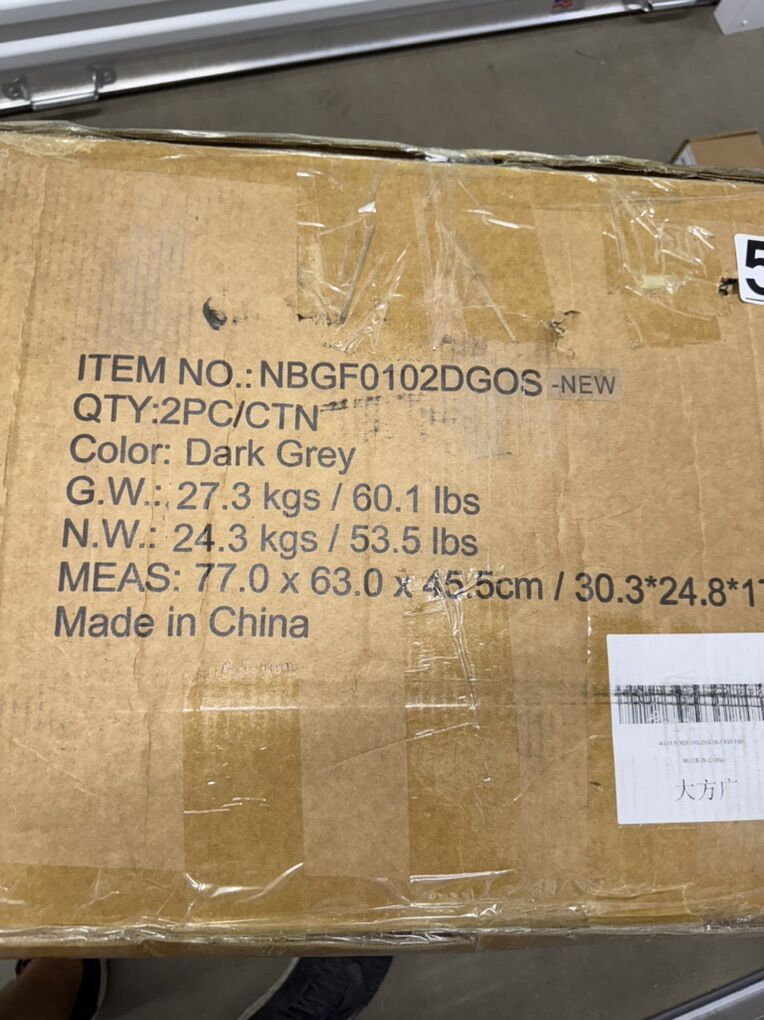 5
ITEM NO.: NBGF0102DGOS -NEW
QTY:2PC/CTN
Color: Dark Grey
G.W.: 27.3 kgs / 60.1 lbs
N.W.: 24.3 kgs / 53.5 lbs
MEAS: 77.0 x 63.0 x 45.5cm / 30.3*24.8*17
Made in China
MADE IN CHINA
大方广